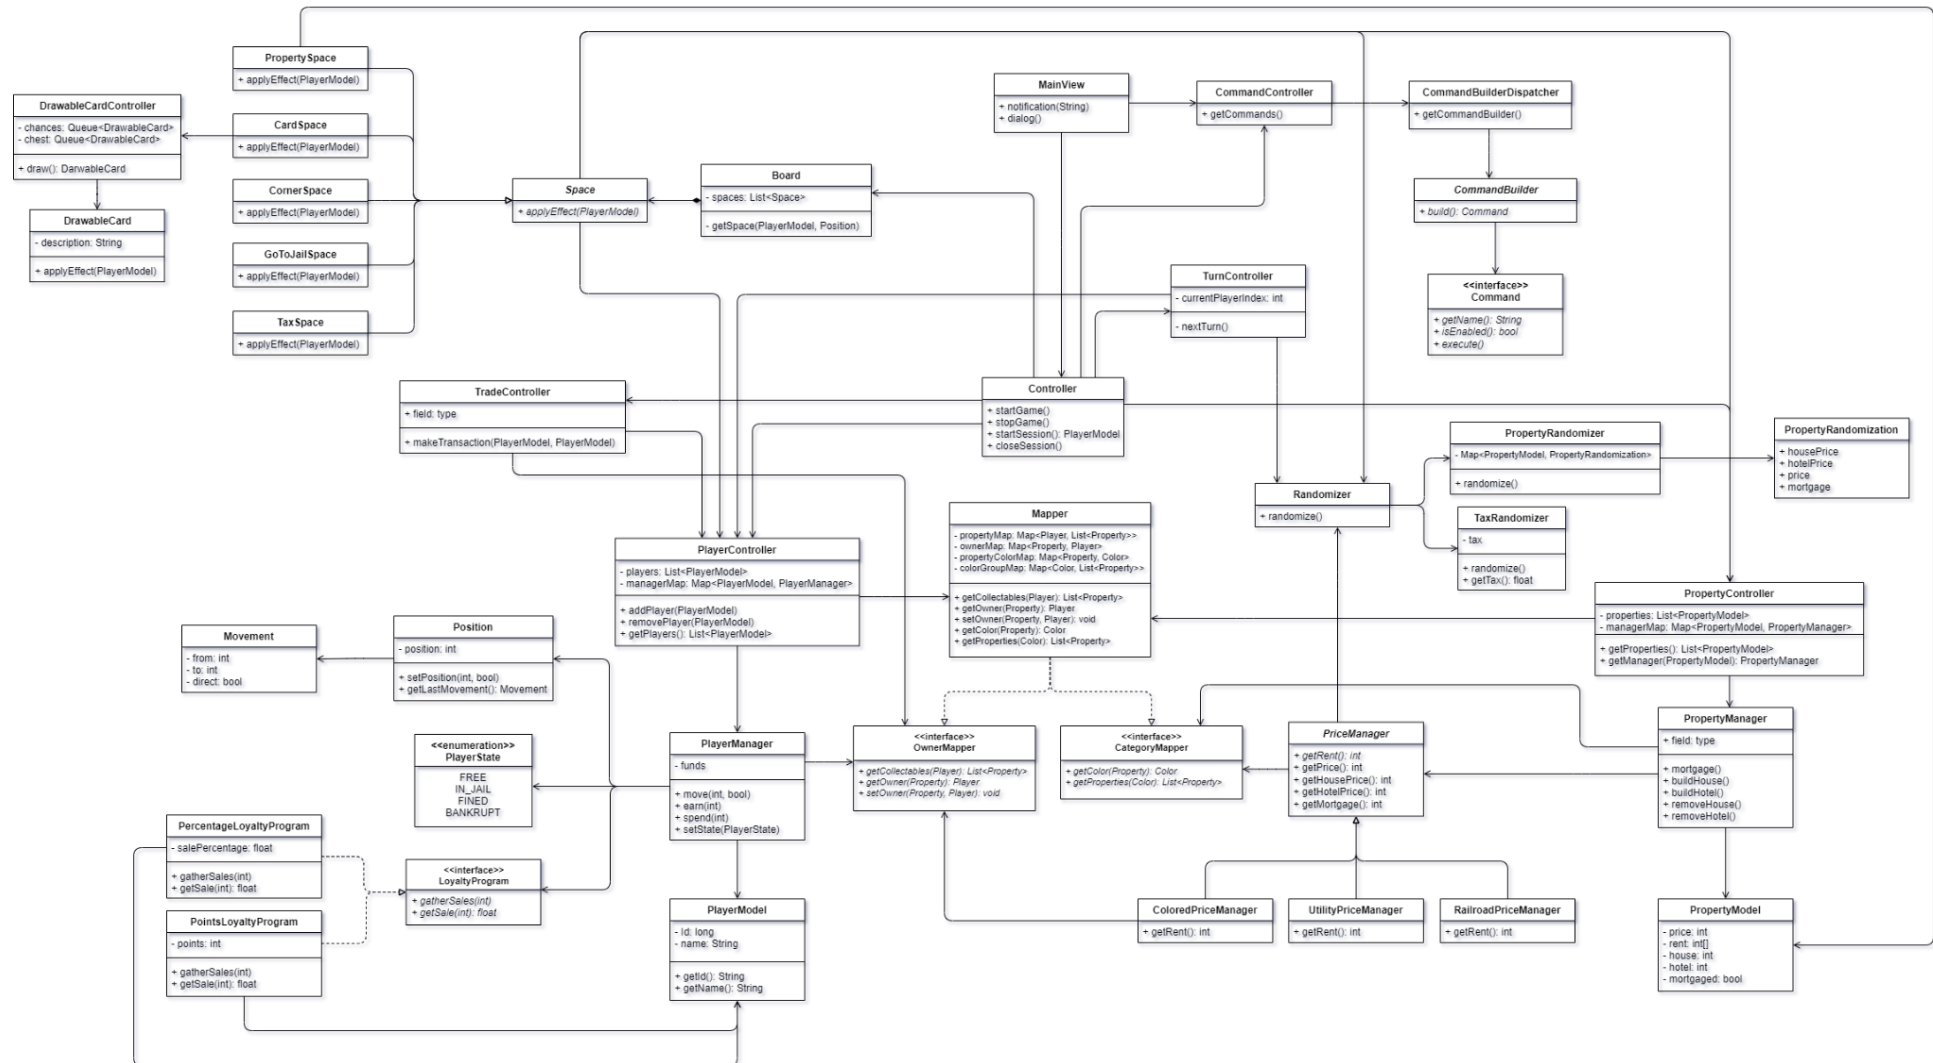 PropertySpace
+ applyEffect(PlayerModel)
DrawableCardController
- chances: Queue<DrawableCard>
- chest: Queue<DrawableCard>
+ draw(): DarwableCard
CardSpace
+ applyEffect(PlayerModel)
CornerSpace
+ applyEffect(PlayerModel)
DrawableCard
- description: String
+ applyEffect(PlayerModel)
GoToJailSpace
+ applyEffect(PlayerModel)
TaxSpace
+ applyEffect(PlayerModel)
Space
+ applyEffect(PlayerModel)
Board
- spaces: List<Space>
- getSpace(PlayerModel, Position)
MainView
+ notification(String)
+ dialog()
CommandController
+ getCommands()
CommandBuilderDispatcher
+ getCommandBuilder()
CommandBuilder
+ build(): Command
<<interface>>
Command
+ getName(): String
+ isEnabled(): bool
+ execute()
TurnController
- currentPlayerIndex: int
- nextTurn()
TradeController
+ field: type
+ makeTransaction(PlayerModel, PlayerModel)
Controller
+ startGame()
+ stopGame()
+ startSession(): PlayerModel
+ closeSession()
PropertyRandomizer
- Map<PropertyModel, PropertyRandomization>
+ randomize()
PropertyRandomization
+ housePrice
+ hotelPrice
+ price
+ mortgage
Randomizer
+ randomize()
TaxRandomizer
- tax
+ randomize()
+ getTax(): float
Mapper
- propertyMap: Map<Player, List<Property>>
- ownerMap: Map<Property, Player>
- propertyColorMap: Map<Property, Color>
- colorGroupMap: Map<Color, List<Property>>
+ getCollectables(Player): List<Property>
+ getOwner(Property): Player
+ setOwner(Property, Player): void
+ getColor(Property): Color
+ getProperties(Color): List<Property>
PlayerController
- players: List<PlayerModel>
- managerMap: Map<PlayerModel, PlayerManager>
+ addPlayer(PlayerModel)
+ removePlayer(PlayerModel)
+ getPlayers(): List<PlayerModel>
PropertyController
- properties: List<PropertyModel>
- managerMap: Map<PropertyModel, PropertyManager>
+ getProperties(): List<PropertyModel>
+ getManager(PropertyModel): PropertyManager
Movement
- from: int
- to: int
- direct: bool
Position
- position: int
+ setPosition(int, bool)
+ getLastMovement(): Movement
<<enumeration>>
PlayerState
FREE
IN_JAIL
FINED
BANKRUPT
PlayerManager
- funds
+ move(int, bool)
+ earn(int)
+ spend(int)
+ setState(PlayerState)
<<interface>>
OwnerMapper
+ getCollectables(Player): List<Property>
+ getOwner(Property): Player
+ setOwner(Property, Player): void
<<interface>>
CategoryMapper
+ getColor(Property): Color
+ getProperties(Color): List<Property>
PriceManager
+ getRent(): int
+ getPrice(): int
+ getHousePrice(): int
+ getHotelPrice(): int
+ getMortgage(): int
PropertyManager
+ field: type
+ mortgage()
+ buildHouse()
+ buildHotel()
+ removeHouse()
+ removeHotel()
PercentageLoyaltyProgram
- salePercentage: float
+ gatherSales(int)
+ getSale(int): float
<<interface>>
LoyaltyProgram
+ gatherSales(int)
+ getSale(int): float
PointsLoyaltyProgram
- points: int
+ gatherSales(int)
+ getSale(int): float
PlayerModel
- Id: long
- name: String
+ getId(): String
+ getName(): String
ColoredPriceManager
+ getRent(): int
UtilityPriceManager
+ getRent(): int
RailroadPriceManager
+ getRent(): int
PropertyModel
- price: int
- rent: int[]
- house: int
- hotel: int
- mortgaged: bool